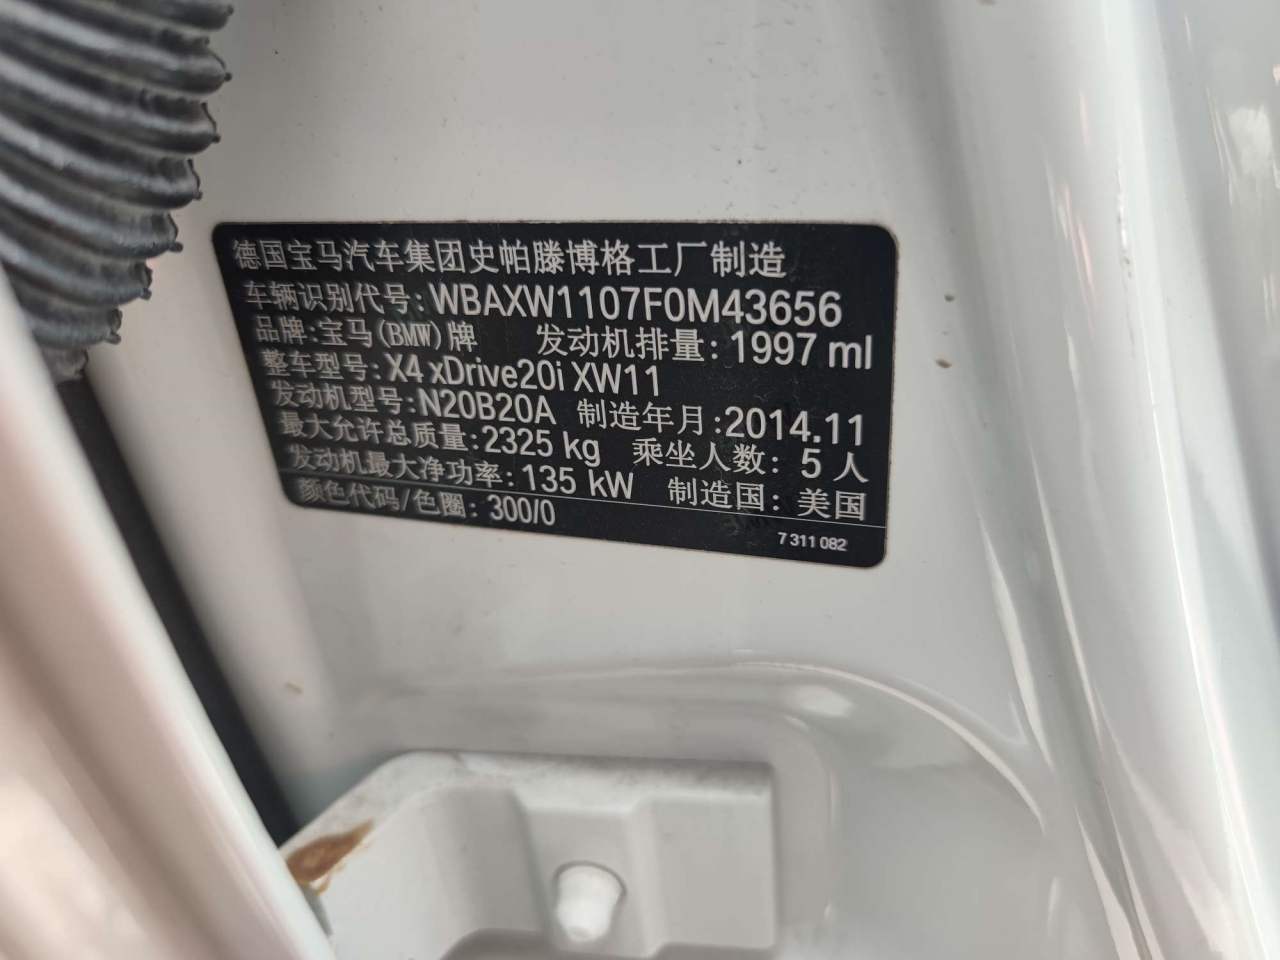 德国宝马汽车集团史帕滕博格工厂制造
车辆识别代号: WBAXW1107F0M43656
品牌: 宝马(BMW)牌 发动机排量: 1997 ml
整车型号: X4 xDrive20i XW11
发动机型号: N20B20A 制造年月: 2014.11
最大允许总质量: 2325 kg 乘坐人数: 5 人
发动机最大净功率: 135 kW 制造国: 美国
颜色代码/色圈: 300/0
7 311 082